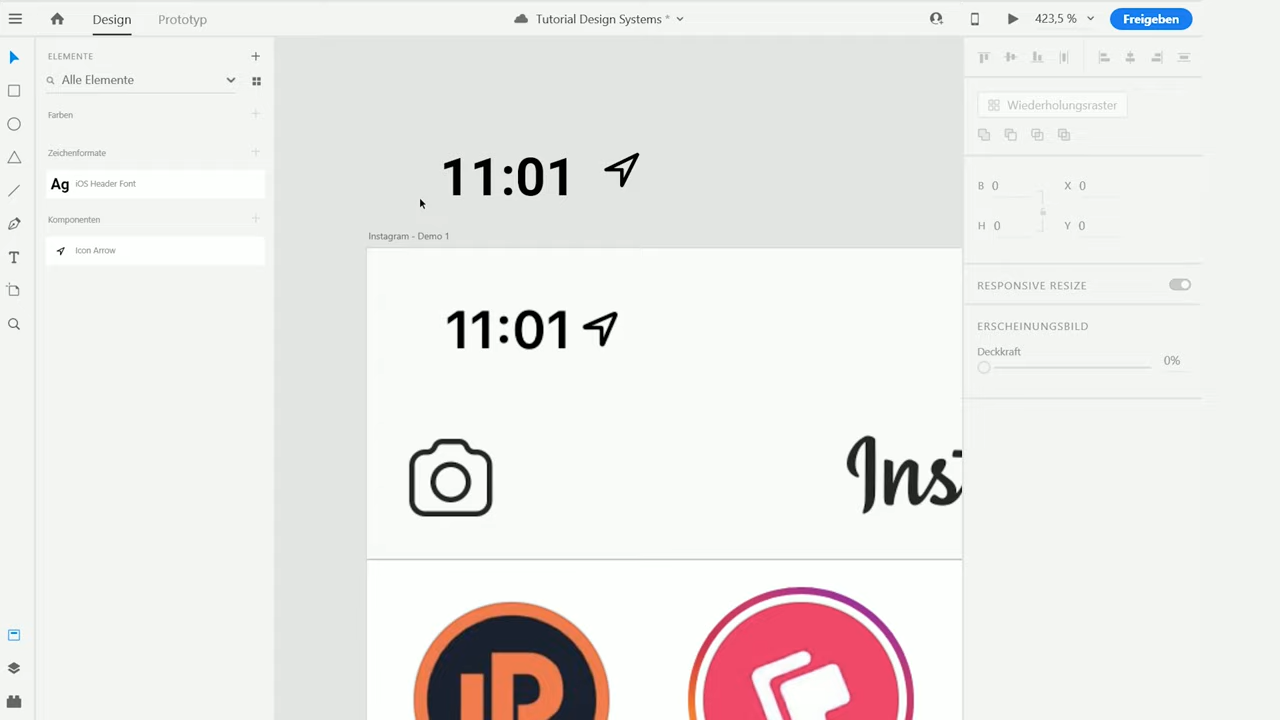 Design
Prototyp
Tutorial Design Systems *
423,5 %
Freigeben
ELEMENTE
Alle Elemente
Farben
Zeichenformate
Ag iOS Header Font
Komponenten
Icon Arrow
11:01
Instagram - Demo 1
11:01
Inst
Wiederholungsraster
B 0
X 0
H 0
Y 0
RESPONSIVE RESIZE
ERSCHEINUNGSBILD
Deckkraft
0%